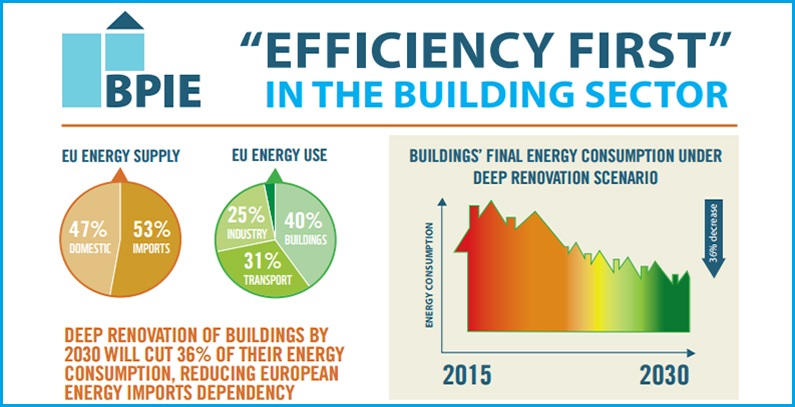 BPIE
“EFFICIENCY FIRST”
IN THE BUILDING SECTOR
EU ENERGY SUPPLY
47%
DOMESTIC
53%
IMPORTS
EU ENERGY USE
25%
INDUSTRY
40%
BUILDINGS
31%
TRANSPORT
DEEP RENOVATION OF BUILDINGS BY
2030 WILL CUT 36% OF THEIR ENERGY
CONSUMPTION, REDUCING EUROPEAN
ENERGY IMPORTS DEPENDENCY
BUILDINGS’ FINAL ENERGY CONSUMPTION UNDER
DEEP RENOVATION SCENARIO
ENERGY CONSUMPTION
36% decrease
2015
2030